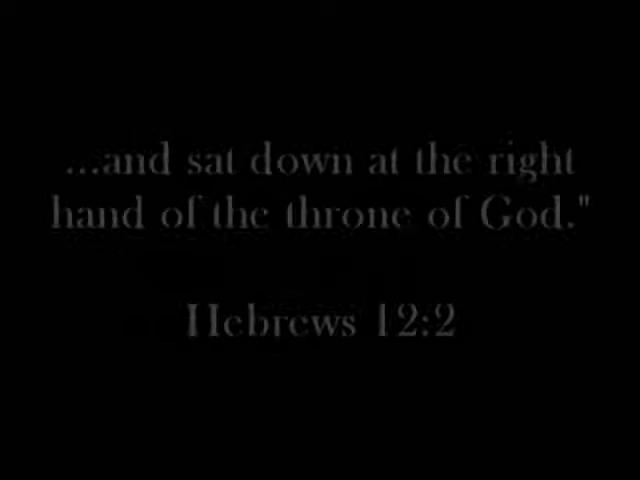 ...and sat down at the right
hand of the throne of God."
Hebrews 12:2